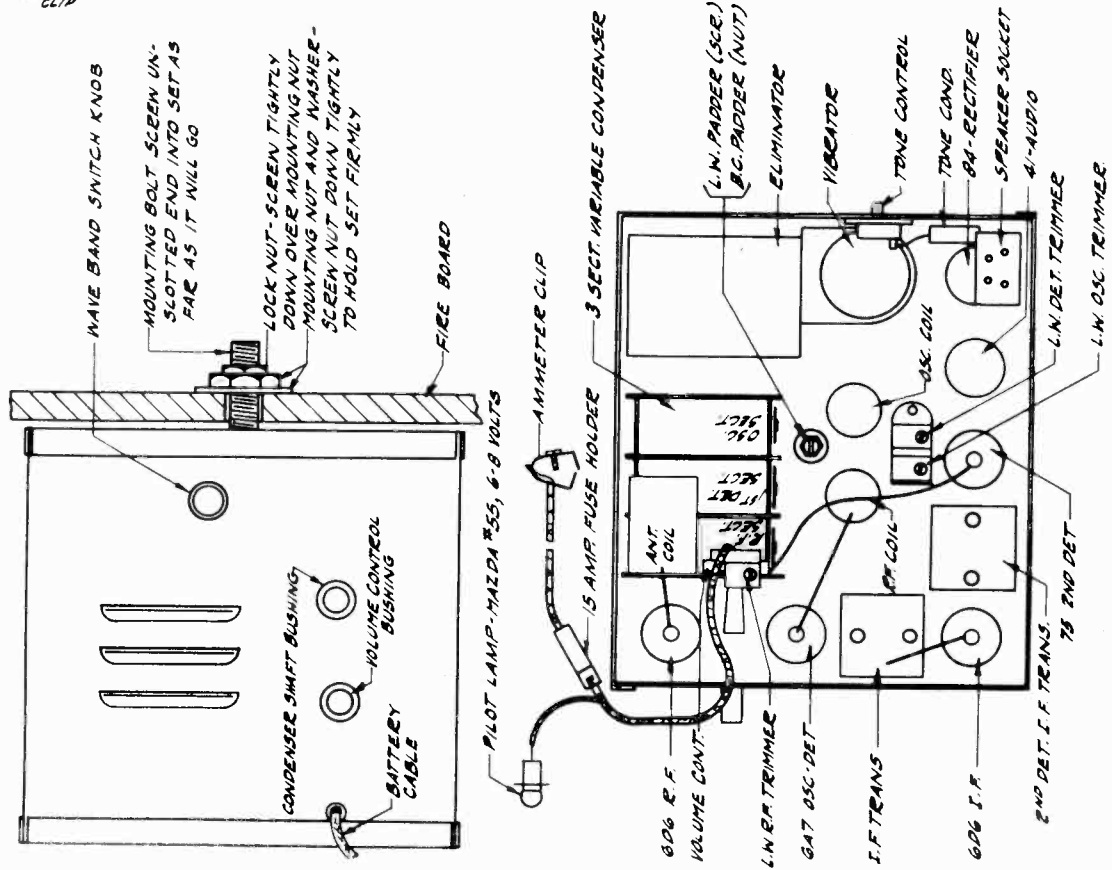 CLIP
WAVE BAND SWITCH KNOB
MOUNTING BOLT SCREW UN-
SLOTTED END INTO SET AS
FAR AS IT WILL GO
LOCK NUT-SCREW TIGHTLY
DOWN OVER MOUNTING NUT
MOUNTING NUT AND WASHER-
SCREW NUT DOWN TIGHTLY
TO HOLD SET FIRMLY
FIRE BOARD
CONDENSER SHAFT BUSHING
VOLUME CONTROL
BUSHING
BATTERY
CABLE
PILOT LAMP-MAZDA #55, 6-8 VOLTS
AMMETER CLIP
15 AMP. FUSE HOLDER
3 SECT. VARIABLE CONDENSER
L.W. PADDER (SCR.)
B.C. PADDER (NUT)
ELIMINATOR
VIBRATOR
TONE CONTROL
TONE COND.
84-RECTIFIER
SPEAKER SOCKET
41-AUDIO
L.W. DET. TRIMMER
L.W. OSC. TRIMMER
OSC.
SECT.
1ST DET.
SECT.
R.F.
SECT.
ANT.
COIL
OSC. COIL
RF COIL
6D6 R.F.
VOLUME CONT.
L.W. R.F. TRIMMER
6A7 OSC-DET
I.F. TRANS
6D6 I.F.
2ND DET. I.F. TRANS.
75 2ND DET